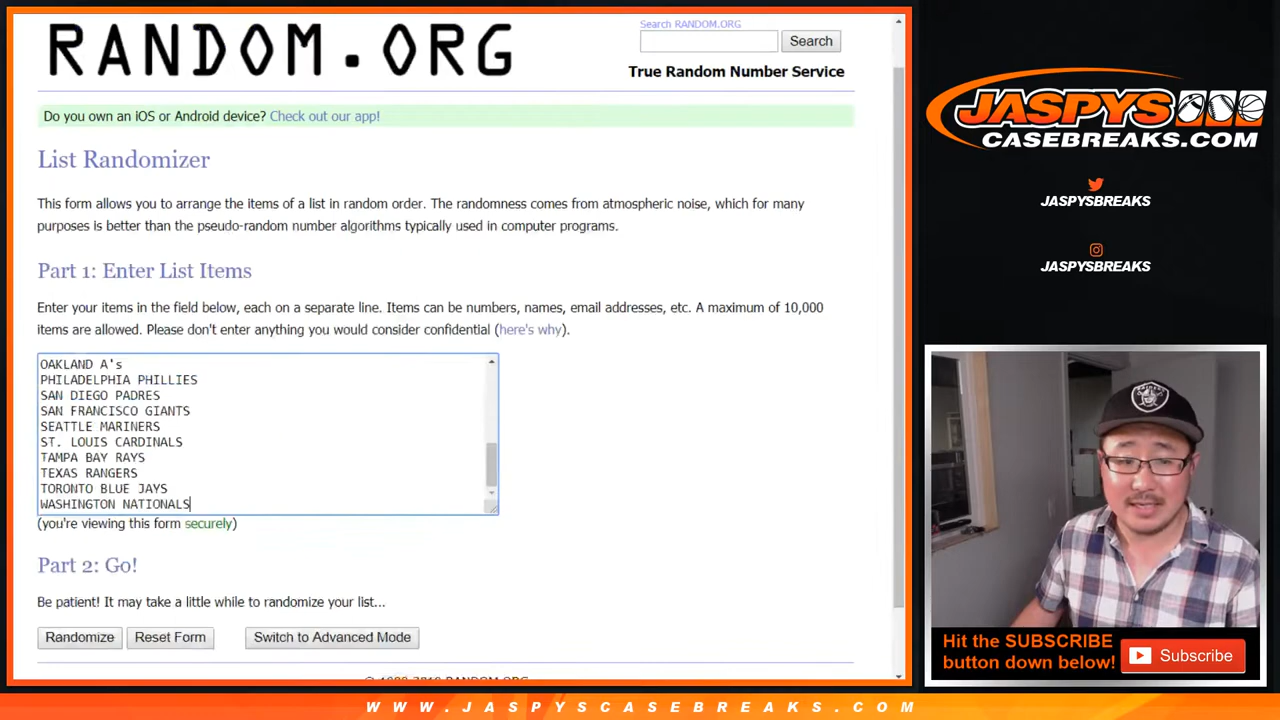 RANDOM.ORG
Search RANDOM.ORG
Search
True Random Number Service
Do you own an iOS or Android device? Check out our app!
List Randomizer
This form allows you to arrange the items of a list in random order. The randomness comes from atmospheric noise, which for many
purposes is better than the pseudo-random number algorithms typically used in computer programs.
Part 1: Enter List Items
Enter your items in the field below, each on a separate line. Items can be numbers, names, email addresses, etc. A maximum of 10,000
items are allowed. Please don't enter anything you would consider confidential (here's why).
OAKLAND A's
PHILADELPHIA PHILLIES
SAN DIEGO PADRES
SAN FRANCISCO GIANTS
SEATTLE MARINERS
ST. LOUIS CARDINALS
TAMPA BAY RAYS
TEXAS RANGERS
TORONTO BLUE JAYS
WASHINGTON NATIONALS
(you're viewing this form securely)
Part 2: Go!
Be patient! It may take a little while to randomize your list...
Randomize
Reset Form
Switch to Advanced Mode
JASPYS
CASEBREAKS.COM
JASPYSBREAKS
JASPYSBREAKS
Hit the SUBSCRIBE
button down below!
Subscribe
WWW.JASPYSCASEBREAKS.COM